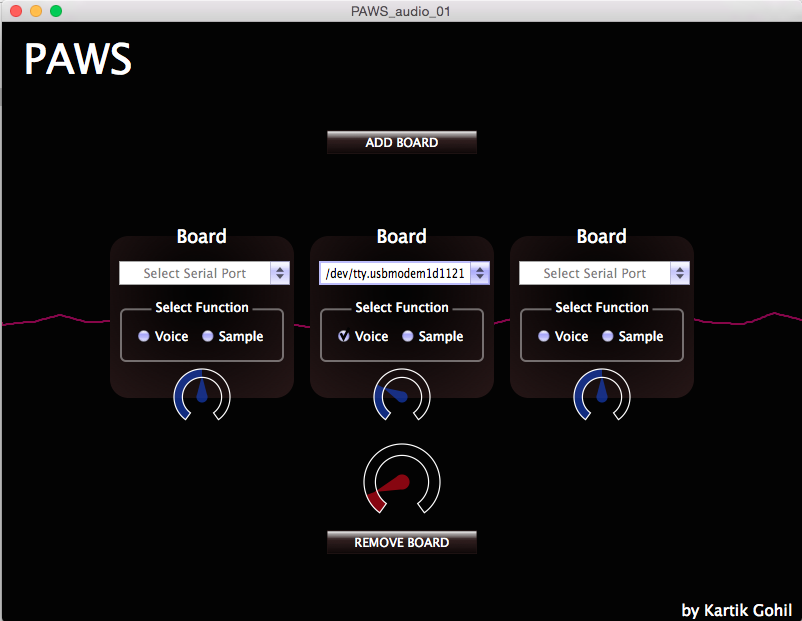 PAWS_audio_01
PAWS
ADD BOARD
Board Board Board
Select Serial Port /dev/tty.usbmodem1d1121 Select Serial Port
Select Function Select Function Select Function
Voice Sample Voice Sample Voice Sample
REMOVE BOARD
by Kartik Gohil